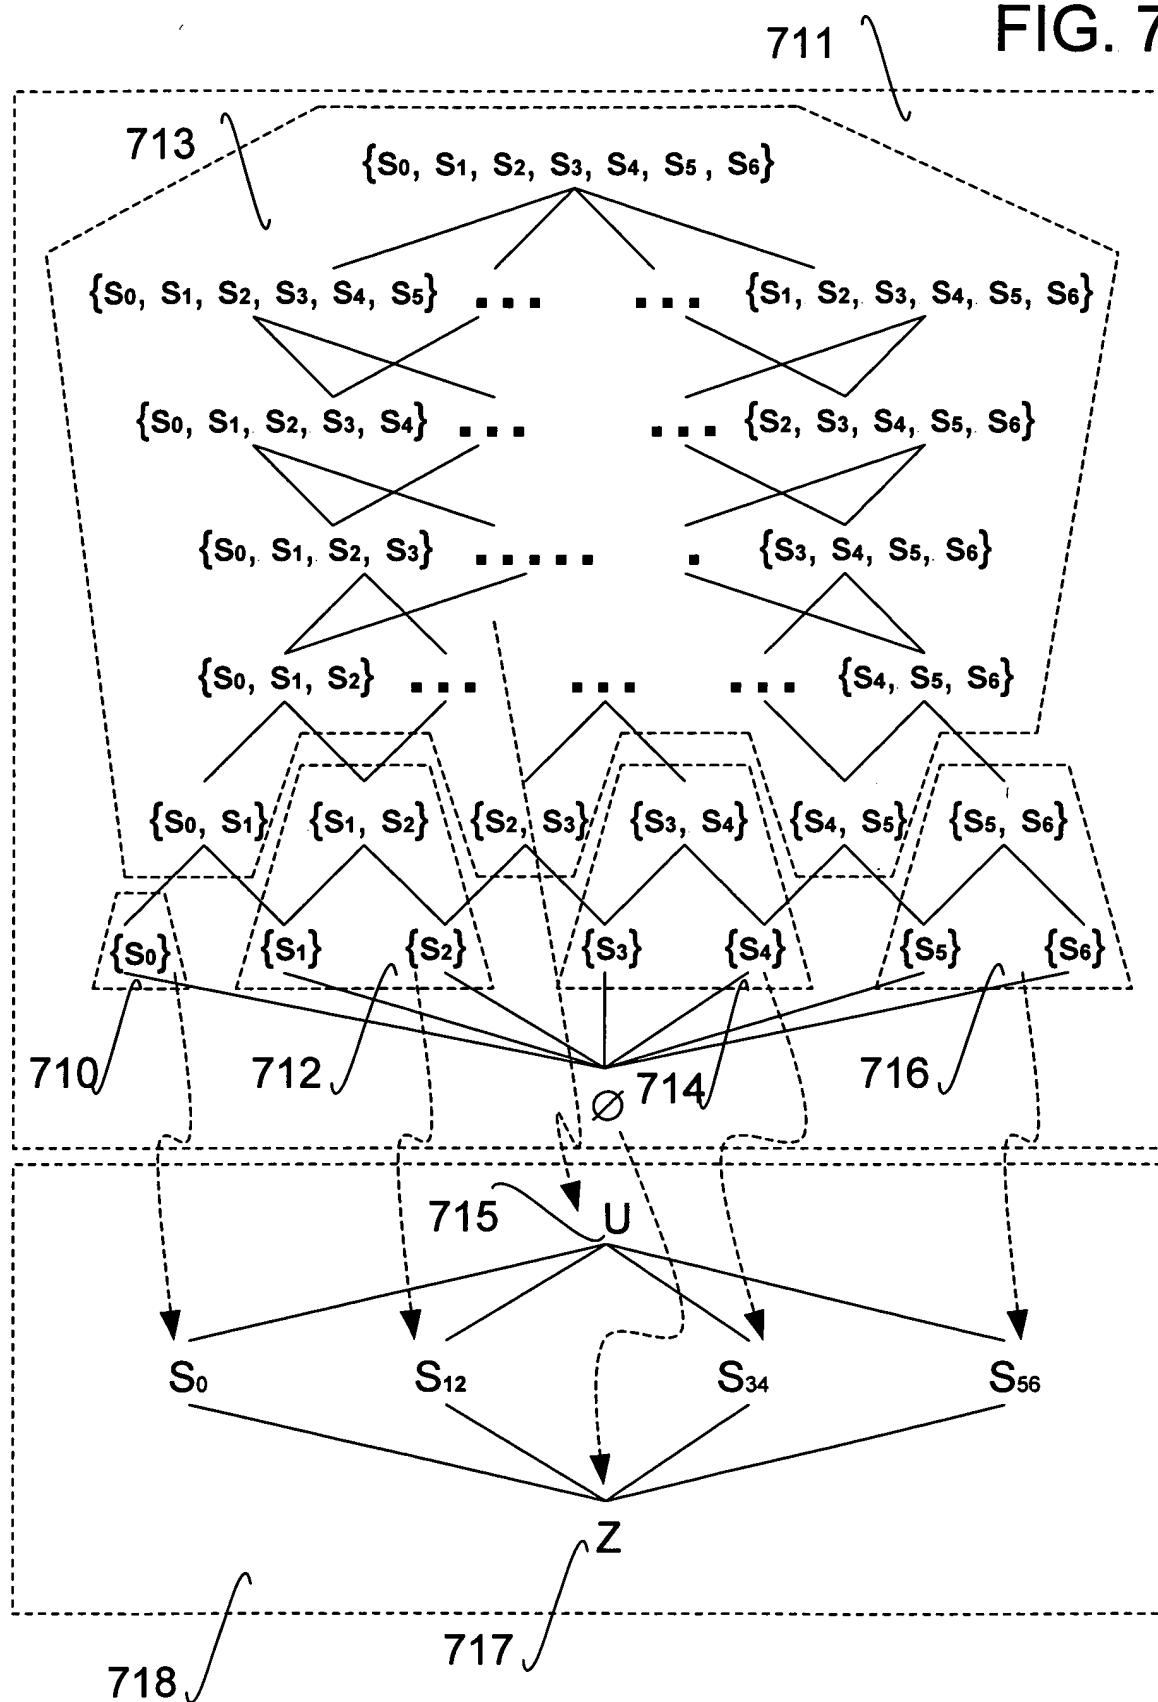 FIG. 7
711
713
{S0, S1, S2, S3, S4, S5, S6}
{S0, S1, S2, S3, S4, S5} ... ... {S1, S2, S3, S4, S5, S6}
{S0, S1, S2, S3, S4} ... ... {S2, S3, S4, S5, S6}
{S0, S1, S2, S3} ..... . {S3, S4, S5, S6}
{S0, S1, S2} ... ... ... {S4, S5, S6}
{S0, S1} {S1, S2} {S2, S3} {S3, S4} {S4, S5} {S5, S6}
{S0} {S1} {S2} {S3} {S4} {S5} {S6}
710 712 714 716
∅
715 U
S0 S12 S34 S56
Z
717
718